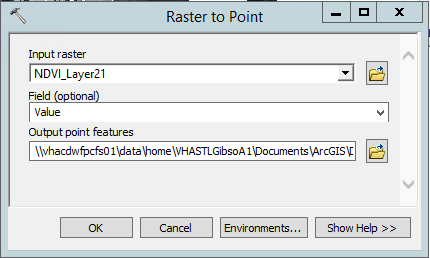 Raster to Point
Input raster
NDVI_Layer21
Field (optional)
Value
Output point features
\\vhacdwfpcfs01\data\home\VHASTLGibsoA1\Documents\ArcGIS\D
OK Cancel Environments... Show Help >>